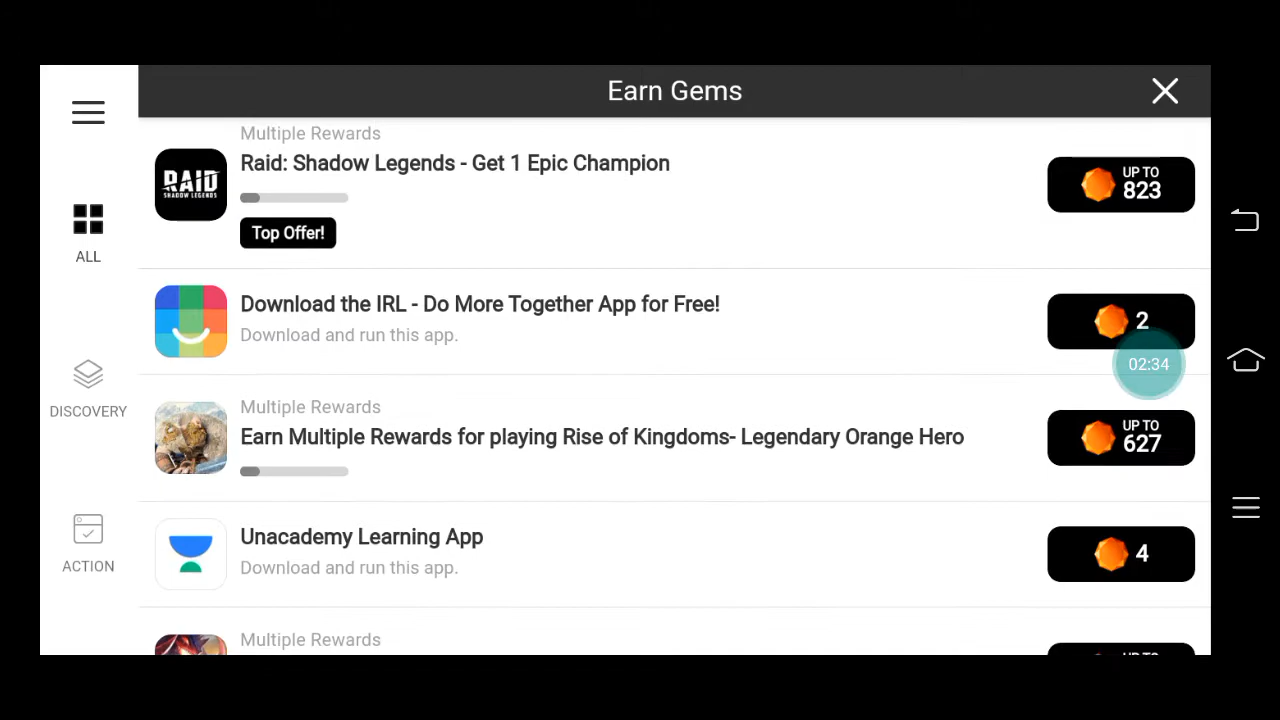 Earn Gems
ALL
DISCOVERY
ACTION
Multiple Rewards
RAID
SHADOW LEGENDS
Raid: Shadow Legends - Get 1 Epic Champion
Top Offer!
UP TO
823
Download the IRL - Do More Together App for Free!
Download and run this app.
2
02:34
Multiple Rewards
Earn Multiple Rewards for playing Rise of Kingdoms- Legendary Orange Hero
UP TO
627
Unacademy Learning App
Download and run this app.
4
Multiple Rewards